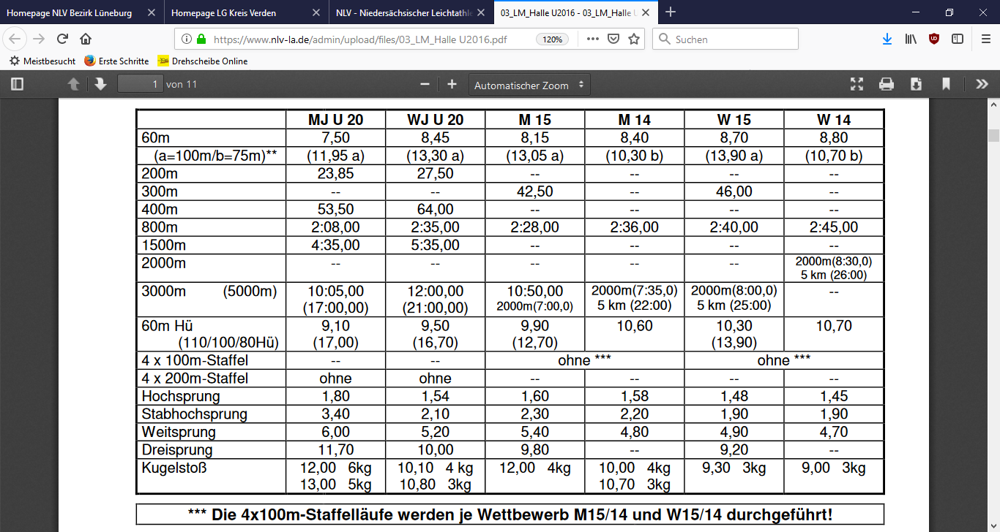 Homepage NLV Bezirk Lüneburg Homepage LG Kreis Verden NLV - Niedersächsischer Leichtathle 03_LM_Halle U2016 - 03_LM_Halle U
https://www.nlv-la.de/admin/upload/files/03_LM_Halle U2016.pdf 120% Suchen
Meistbesucht Erste Schritte Drehscheibe Online
1 von 11 Automatischer Zoom
MJ U 20 WJ U 20 M 15 M 14 W 15 W 14
60m 7,50 8,45 8,15 8,40 8,70 8,80
(a=100m/b=75m)** (11,95 a) (13,30 a) (13,05 a) (10,30 b) (13,90 a) (10,70 b)
200m 23,85 27,50 -- -- -- --
300m -- -- 42,50 -- 46,00 --
400m 53,50 64,00 -- -- -- --
800m 2:08,00 2:35,00 2:28,00 2:36,00 2:40,00 2:45,00
1500m 4:35,00 5:35,00 -- -- -- --
2000m -- -- -- -- -- 2000m(8:30,0)
5 km (26:00)
3000m (5000m) 10:05,00 12:00,00 10:50,00 2000m(7:35,0) 2000m(8:00,0) --
(17:00,00) (21:00,00) 2000m(7:00,0) 5 km (22:00) 5 km (25:00)
60m Hü 9,10 9,50 9,90 10,60 10,30 10,70
(110/100/80Hü) (17,00) (16,70) (12,70) (13,90)
4 x 100m-Staffel -- -- ohne *** ohne ***
4 x 200m-Staffel ohne ohne -- -- -- --
Hochsprung 1,80 1,54 1,60 1,58 1,48 1,45
Stabhochsprung 3,40 2,10 2,30 2,20 1,90 1,90
Weitsprung 6,00 5,20 5,40 4,80 4,90 4,70
Dreisprung 11,70 10,00 9,80 -- 9,20 --
Kugelstoß 12,00 6kg 10,10 4 kg 12,00 4kg 10,00 4kg 9,30 3kg 9,00 3kg
13,00 5kg 10,80 3kg 10,70 3kg
*** Die 4x100m-Staffelläufe werden je Wettbewerb M15/14 und W15/14 durchgeführt!